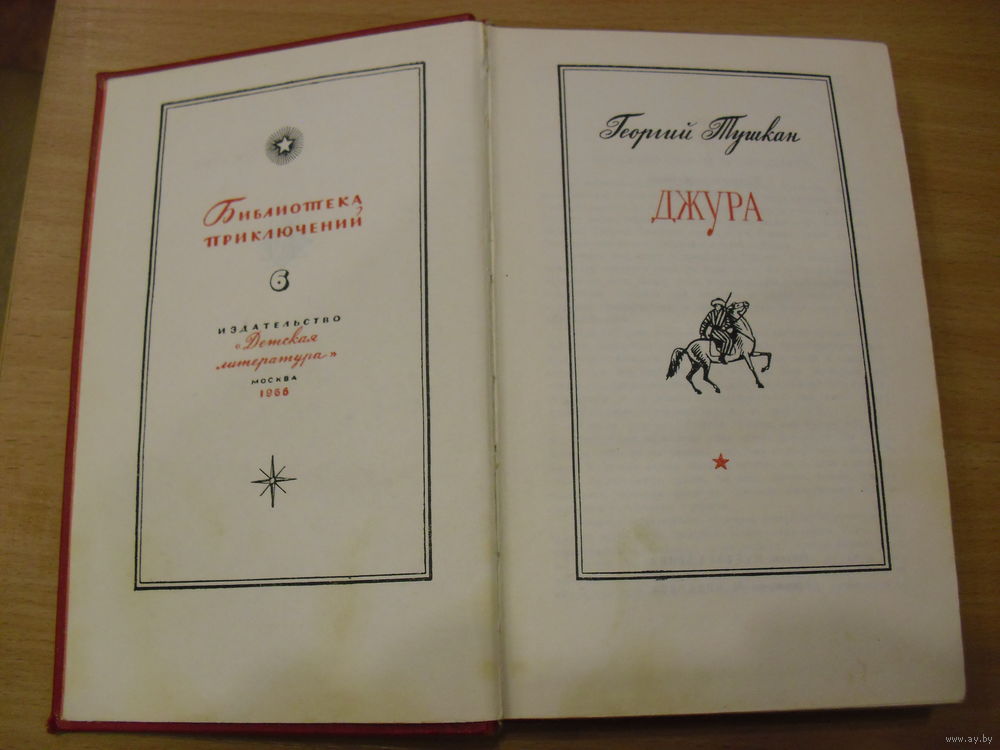 Библиотека
приключений
6
ИЗДАТЕЛЬСТВО
«Детская
литература»
МОСКВА
1966
Георгий Тушкан
ДЖУРА
www.ay.by